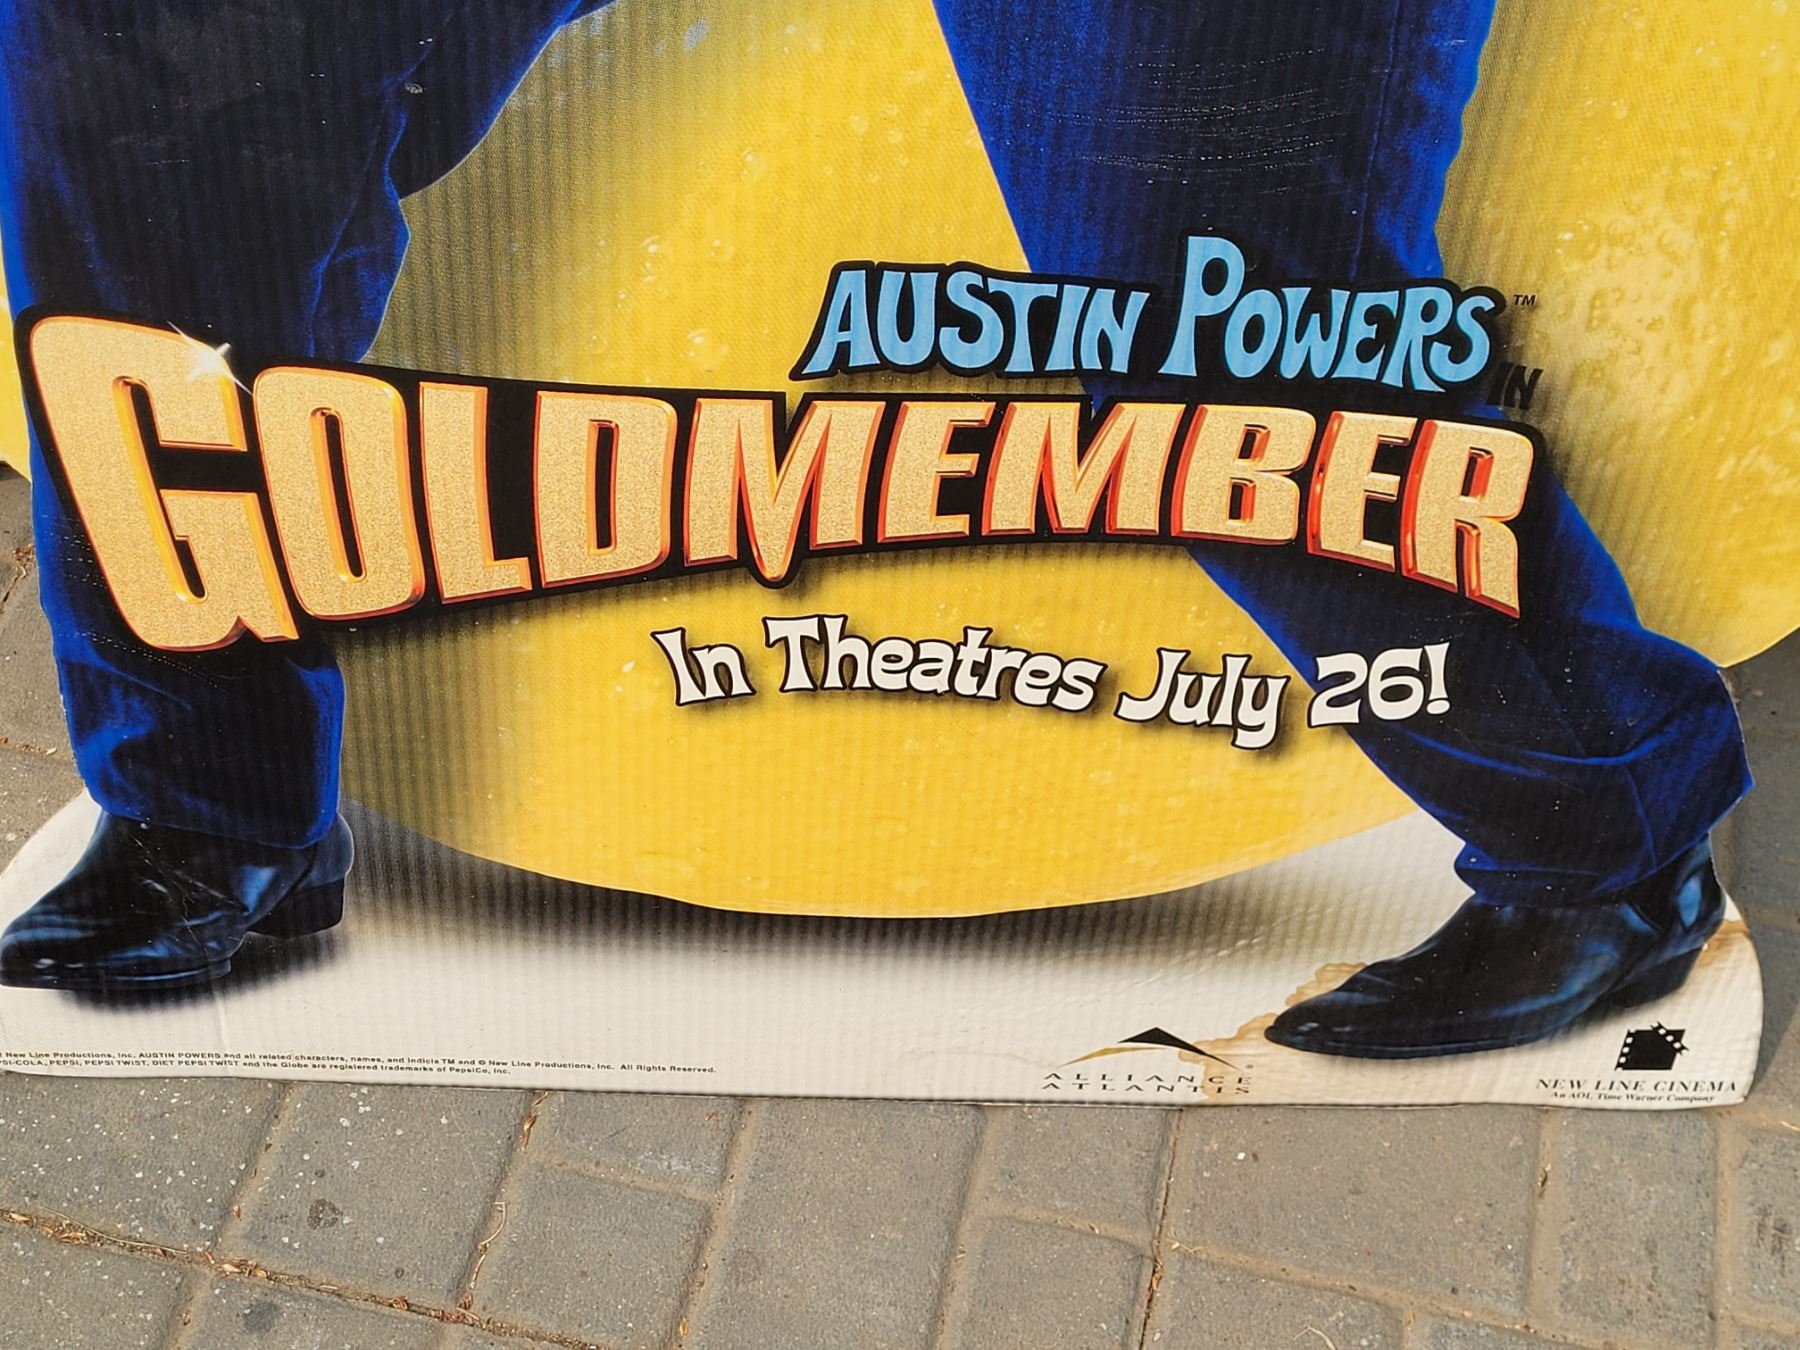 AUSTIN POWERS™
IN
GOLDMEMBER
In Theatres July 26!
New Line Productions, Inc. AUSTIN POWERS and all related characters, names, and indicia TM and © New Line Productions, Inc. All Rights Reserved.
PSI-COLA, PEPSI, PEPSI TWIST, DIET PEPSI TWIST and the Globe are registered trademarks of PepsiCo, Inc.
ALLIANCE
ATLANTIS
NEW LINE CINEMA
An AOL Time Warner Company